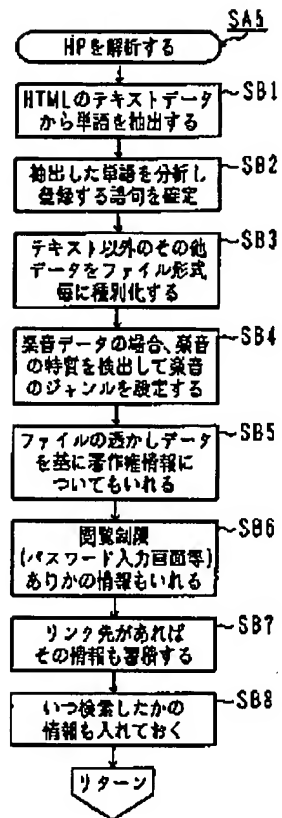 SA5
HPを解析する
HTMLのテキストデータ
から単語を抽出する
SB1
抽出した単語を分析し
登録する語句を確定
SB2
テキスト以外のその他
データをファイル形式
毎に種別化する
SB3
楽音データの場合、楽音
の特質を検出して楽音
のジャンルを設定する
SB4
ファイルの透かしデータ
を基に著作権情報に
ついてもいれる
SB5
閲覧制限
(パスワード入力画面等)
ありかの情報もいれる
SB6
リンク先があれば
その情報も蓄積する
SB7
いつ検索したかの
情報も入れておく
SB8
リターン